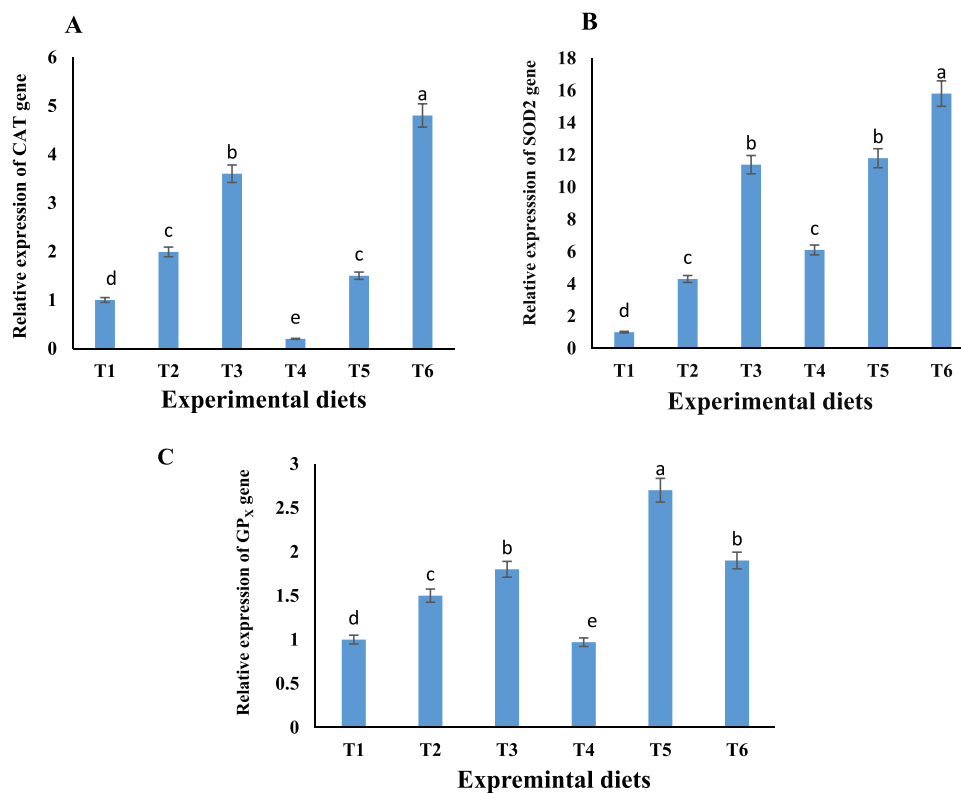 A
Relative expression of CAT gene
6
5
4
3
2
1
0
d
c
b
e
c
a
T1 T2 T3 T4 T5 T6
Experimental diets
B
Relative expresssion of SOD2 gene
18
16
14
12
10
8
6
4
2
0
d
c
b
c
b
a
T1 T2 T3 T4 T5 T6
Experimental diets
C
Relative expression of GPX gene
3
2.5
2
1.5
1
0.5
0
d
c
b
e
a
b
T1 T2 T3 T4 T5 T6
Expremintal diets